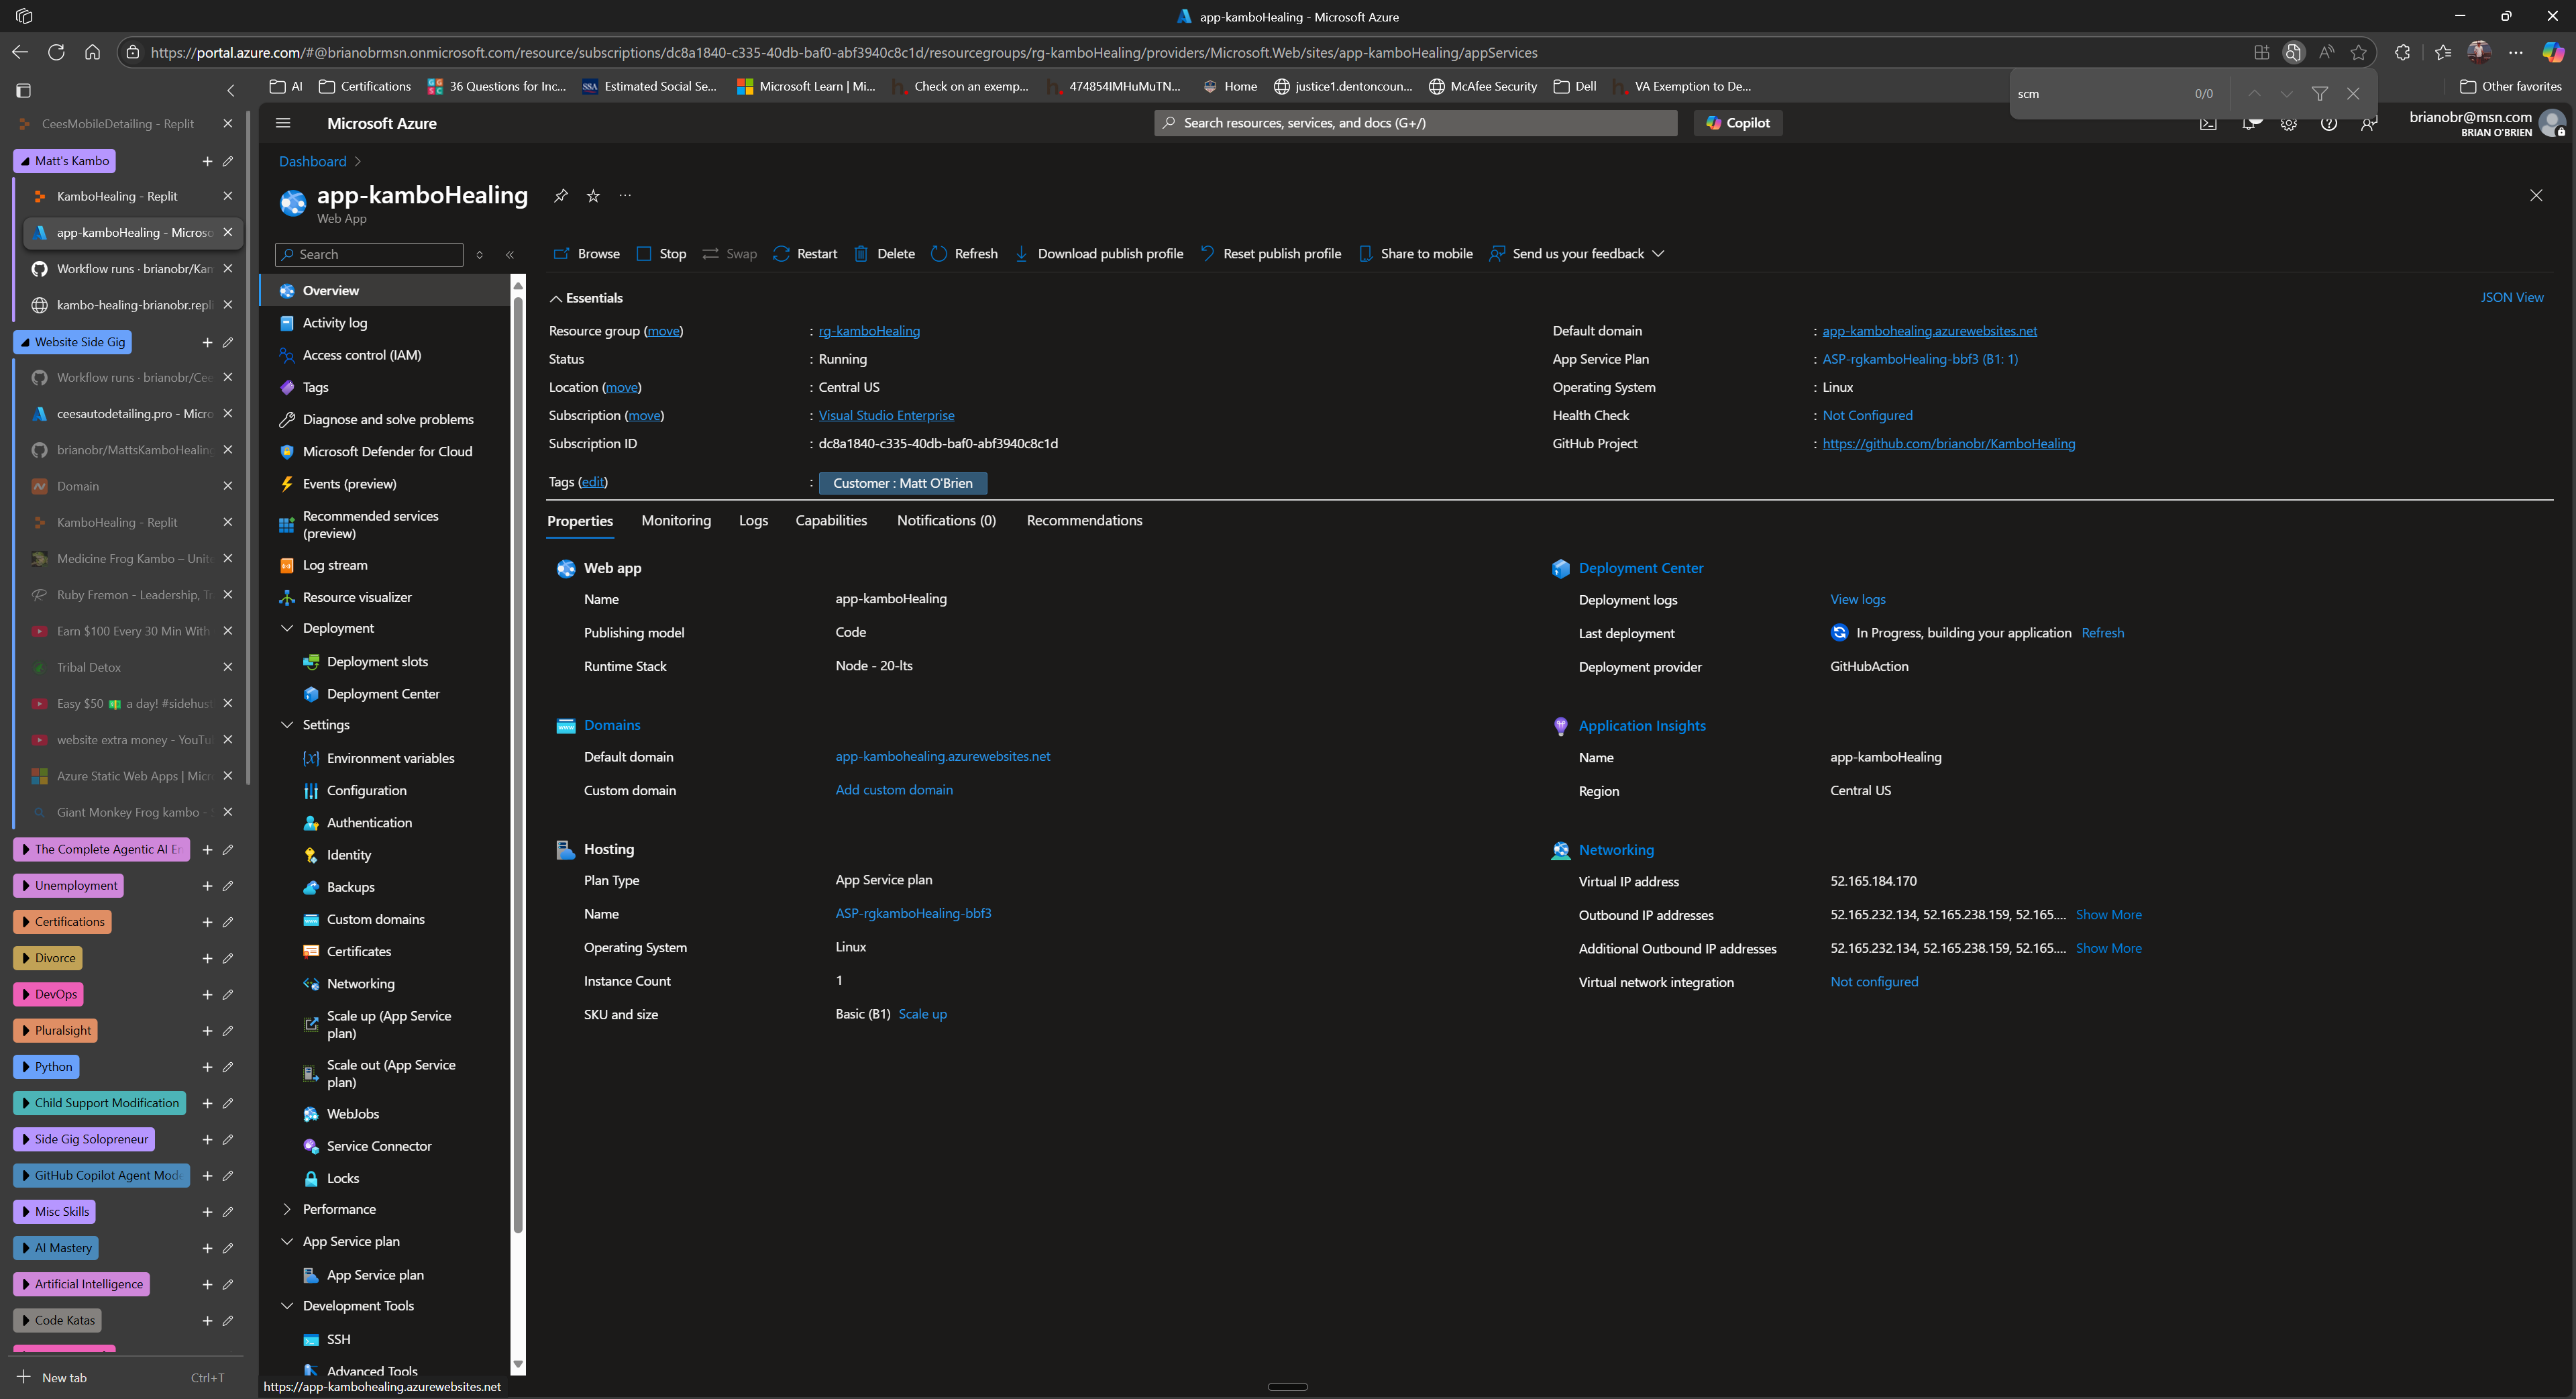 app-kamboHealing - Microsoft Azure
https://portal.azure.com/#@brianobrmsn.onmicrosoft.com/resource/subscriptions/dc8a1840-c335-40db-baf0-abf3940c8c1d/resourcegroups/rg-kamboHealing/providers/Microsoft.Web/sites/app-kamboHealing/appServices
AI
Certifications
36 Questions for Inc...
Estimated Social Se...
Microsoft Learn | Mi...
Check on an exemp...
474854IMHuMuTN...
Home
justice1.dentoncoun...
McAfee Security
Dell
VA Exemption to De...
Other favorites
scm
0/0
CeesMobileDetailing - Replit
Matt's Kambo
KamboHealing - Replit
app-kamboHealing - Microso
Workflow runs · brianobr/Kam
kambo-healing-brianobr.repli
Website Side Gig
Workflow runs · brianobr/Cee
ceesautodetailing.pro - Micro
brianobr/MattsKamboHealing
Domain
KamboHealing - Replit
Medicine Frog Kambo – Unite
Ruby Fremon - Leadership, Tr
Earn $100 Every 30 Min With
Tribal Detox
Easy $50 💵 a day! #sidehust
website extra money - YouTu
Azure Static Web Apps | Micr
Giant Monkey Frog kambo -
The Complete Agentic AI En
Unemployment
Certifications
Divorce
DevOps
Pluralsight
Python
Child Support Modification
Side Gig Solopreneur
GitHub Copilot Agent Mode
Misc Skills
AI Mastery
Artificial Intelligence
Code Katas
New tab
Ctrl+T
Microsoft Azure
Search resources, services, and docs (G+/)
Copilot
brianobr@msn.com
BRIAN O'BRIEN
Dashboard
app-kamboHealing
Web App
Search
Overview
Activity log
Access control (IAM)
Tags
Diagnose and solve problems
Microsoft Defender for Cloud
Events (preview)
Recommended services
(preview)
Log stream
Resource visualizer
Deployment
Deployment slots
Deployment Center
Settings
Environment variables
Configuration
Authentication
Identity
Backups
Custom domains
Certificates
Networking
Scale up (App Service
plan)
Scale out (App Service
plan)
WebJobs
Service Connector
Locks
Performance
App Service plan
App Service plan
Development Tools
SSH
Advanced Tools
https://app-kambohealing.azurewebsites.net
Browse
Stop
Swap
Restart
Delete
Refresh
Download publish profile
Reset publish profile
Share to mobile
Send us your feedback
Essentials
JSON View
Resource group (move)
: rg-kamboHealing
Status
: Running
Location (move)
: Central US
Subscription (move)
: Visual Studio Enterprise
Subscription ID
: dc8a1840-c335-40db-baf0-abf3940c8c1d
Tags (edit)
: Customer : Matt O'Brien
Default domain
: app-kambohealing.azurewebsites.net
App Service Plan
: ASP-rgkamboHealing-bbf3 (B1: 1)
Operating System
: Linux
Health Check
: Not Configured
GitHub Project
: https://github.com/brianobr/KamboHealing
Properties
Monitoring
Logs
Capabilities
Notifications (0)
Recommendations
Web app
Name
app-kamboHealing
Publishing model
Code
Runtime Stack
Node - 20-lts
Domains
Default domain
app-kambohealing.azurewebsites.net
Custom domain
Add custom domain
Hosting
Plan Type
App Service plan
Name
ASP-rgkamboHealing-bbf3
Operating System
Linux
Instance Count
1
SKU and size
Basic (B1) Scale up
Deployment Center
Deployment logs
View logs
Last deployment
In Progress, building your application Refresh
Deployment provider
GitHubAction
Application Insights
Name
app-kamboHealing
Region
Central US
Networking
Virtual IP address
52.165.184.170
Outbound IP addresses
52.165.232.134, 52.165.238.159, 52.165.... Show More
Additional Outbound IP addresses
52.165.232.134, 52.165.238.159, 52.165.... Show More
Virtual network integration
Not configured